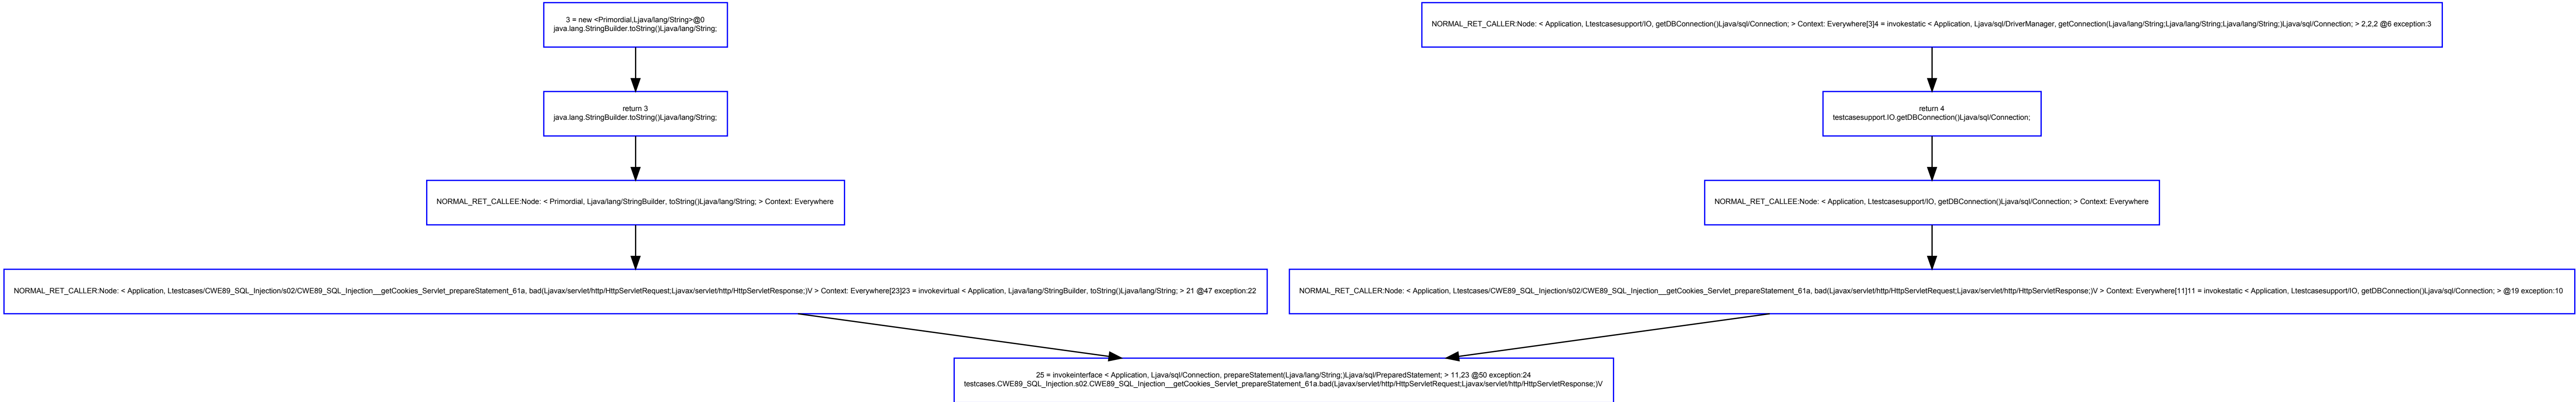 3 = new <Primordial,Ljava/lang/String>@0
java.lang.StringBuilder.toString()Ljava/lang/String;
NORMAL_RET_CALLER:Node: < Application, Ltestcasesupport/IO, getDBConnection()Ljava/sql/Connection; > Context: Everywhere[3]4 = invokestatic < Application, Ljava/sql/DriverManager, getConnection(Ljava/lang/String;Ljava/lang/String;Ljava/lang/String;)Ljava/sql/Connection; > 2,2,2 @6 exception:3
return 3
java.lang.StringBuilder.toString()Ljava/lang/String;
return 4
testcasesupport.IO.getDBConnection()Ljava/sql/Connection;
NORMAL_RET_CALLEE:Node: < Primordial, Ljava/lang/StringBuilder, toString()Ljava/lang/String; > Context: Everywhere
NORMAL_RET_CALLEE:Node: < Application, Ltestcasesupport/IO, getDBConnection()Ljava/sql/Connection; > Context: Everywhere
NORMAL_RET_CALLER:Node: < Application, Ltestcases/CWE89_SQL_Injection/s02/CWE89_SQL_Injection__getCookies_Servlet_prepareStatement_61a, bad(Ljavax/servlet/http/HttpServletRequest;Ljavax/servlet/http/HttpServletResponse;)V > Context: Everywhere[23]23 = invokevirtual < Application, Ljava/lang/StringBuilder, toString()Ljava/lang/String; > 21 @47 exception:22
NORMAL_RET_CALLER:Node: < Application, Ltestcases/CWE89_SQL_Injection/s02/CWE89_SQL_Injection__getCookies_Servlet_prepareStatement_61a, bad(Ljavax/servlet/http/HttpServletRequest;Ljavax/servlet/http/HttpServletResponse;)V > Context: Everywhere[11]11 = invokestatic < Application, Ltestcasesupport/IO, getDBConnection()Ljava/sql/Connection; > @19 exception:10
25 = invokeinterface < Application, Ljava/sql/Connection, prepareStatement(Ljava/lang/String;)Ljava/sql/PreparedStatement; > 11,23 @50 exception:24
testcases.CWE89_SQL_Injection.s02.CWE89_SQL_Injection__getCookies_Servlet_prepareStatement_61a.bad(Ljavax/servlet/http/HttpServletRequest;Ljavax/servlet/http/HttpServletResponse;)V